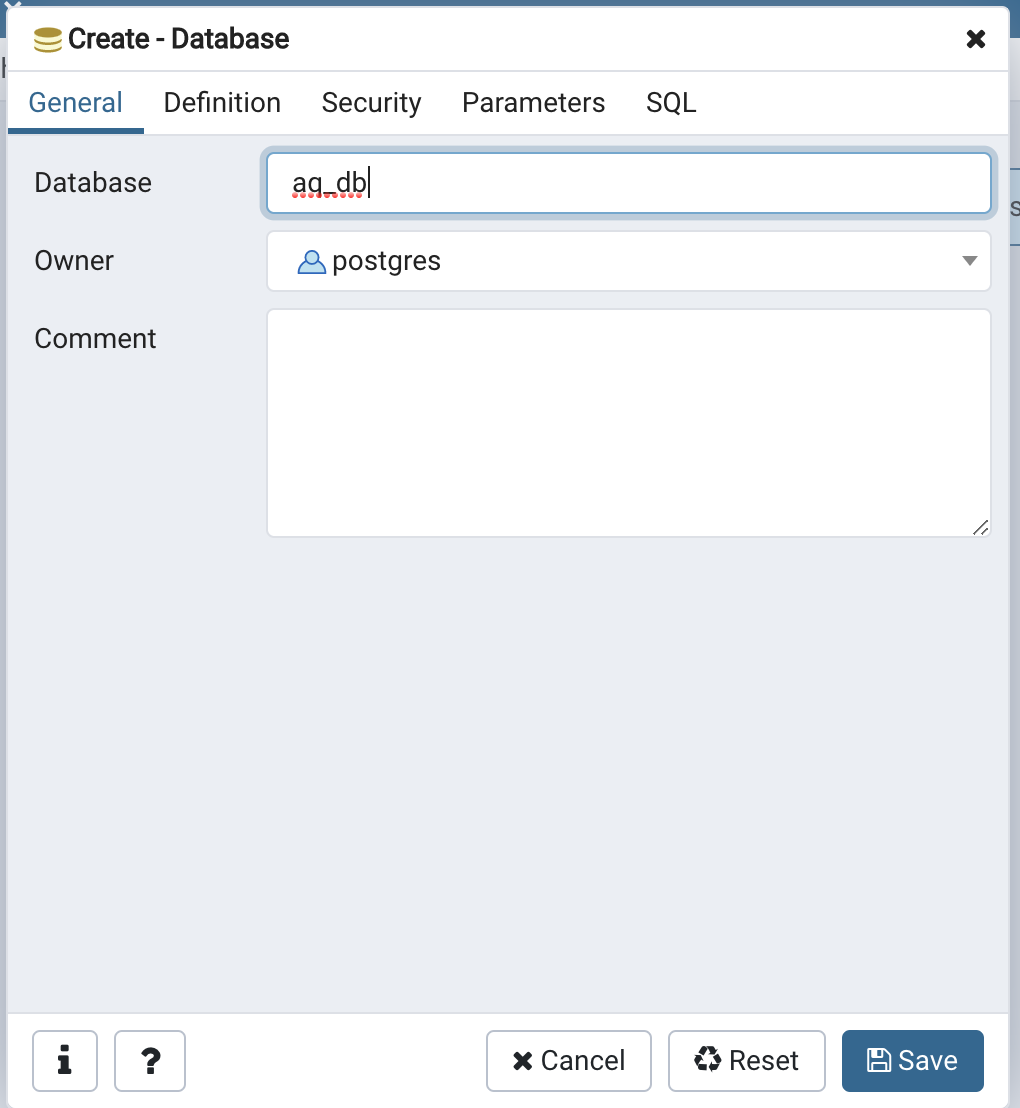 Create - Database
General Definition Security Parameters SQL
Database aq_db
Owner postgres
Comment
i ? Cancel Reset Save